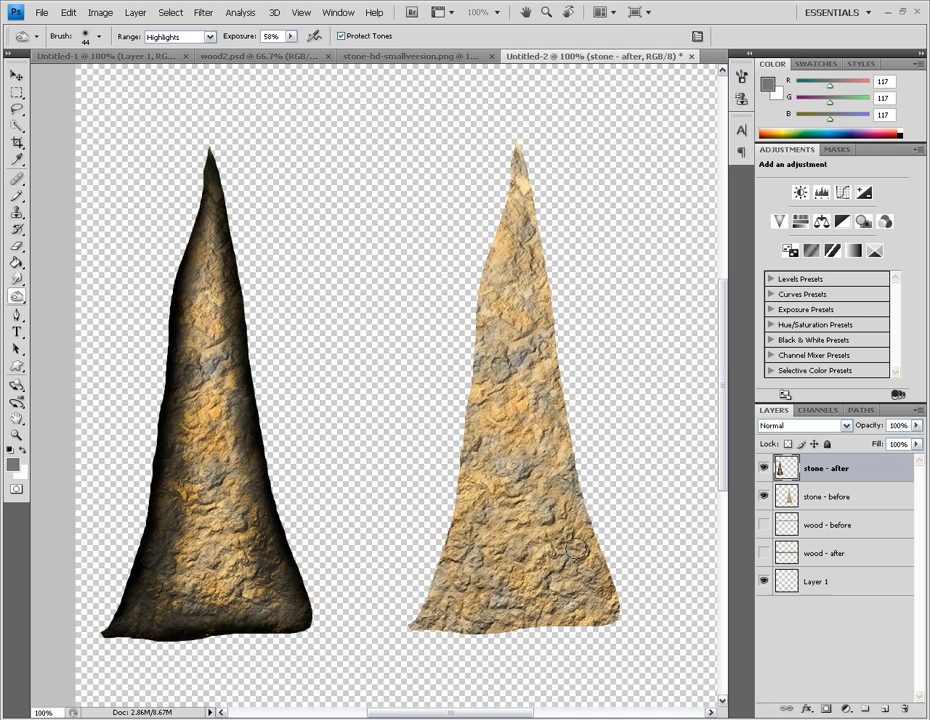 Ps File Edit Image Layer Select Filter Analysis 3D View Window Help Br 100% ESSENTIALS
Brush: 44 Range: Highlights Exposure: 58% Protect Tones
Untitled-1 @ 100% (Layer 1, RG... × wood2.psd @ 66.7% (RGB/... × stone-hd-smallversion.png @ 1... × Untitled-2 @ 100% (stone - after, RGB/8) * ×
COLOR SWATCHES STYLES
R 117
G 117
B 117
ADJUSTMENTS MASKS
Add an adjustment
Levels Presets
Curves Presets
Exposure Presets
Hue/Saturation Presets
Black & White Presets
Channel Mixer Presets
Selective Color Presets
LAYERS CHANNELS PATHS
Normal Opacity: 100%
Lock: Fill: 100%
stone - after
stone - before
wood - before
wood - after
Layer 1
100% Doc: 2.86M/8.67M